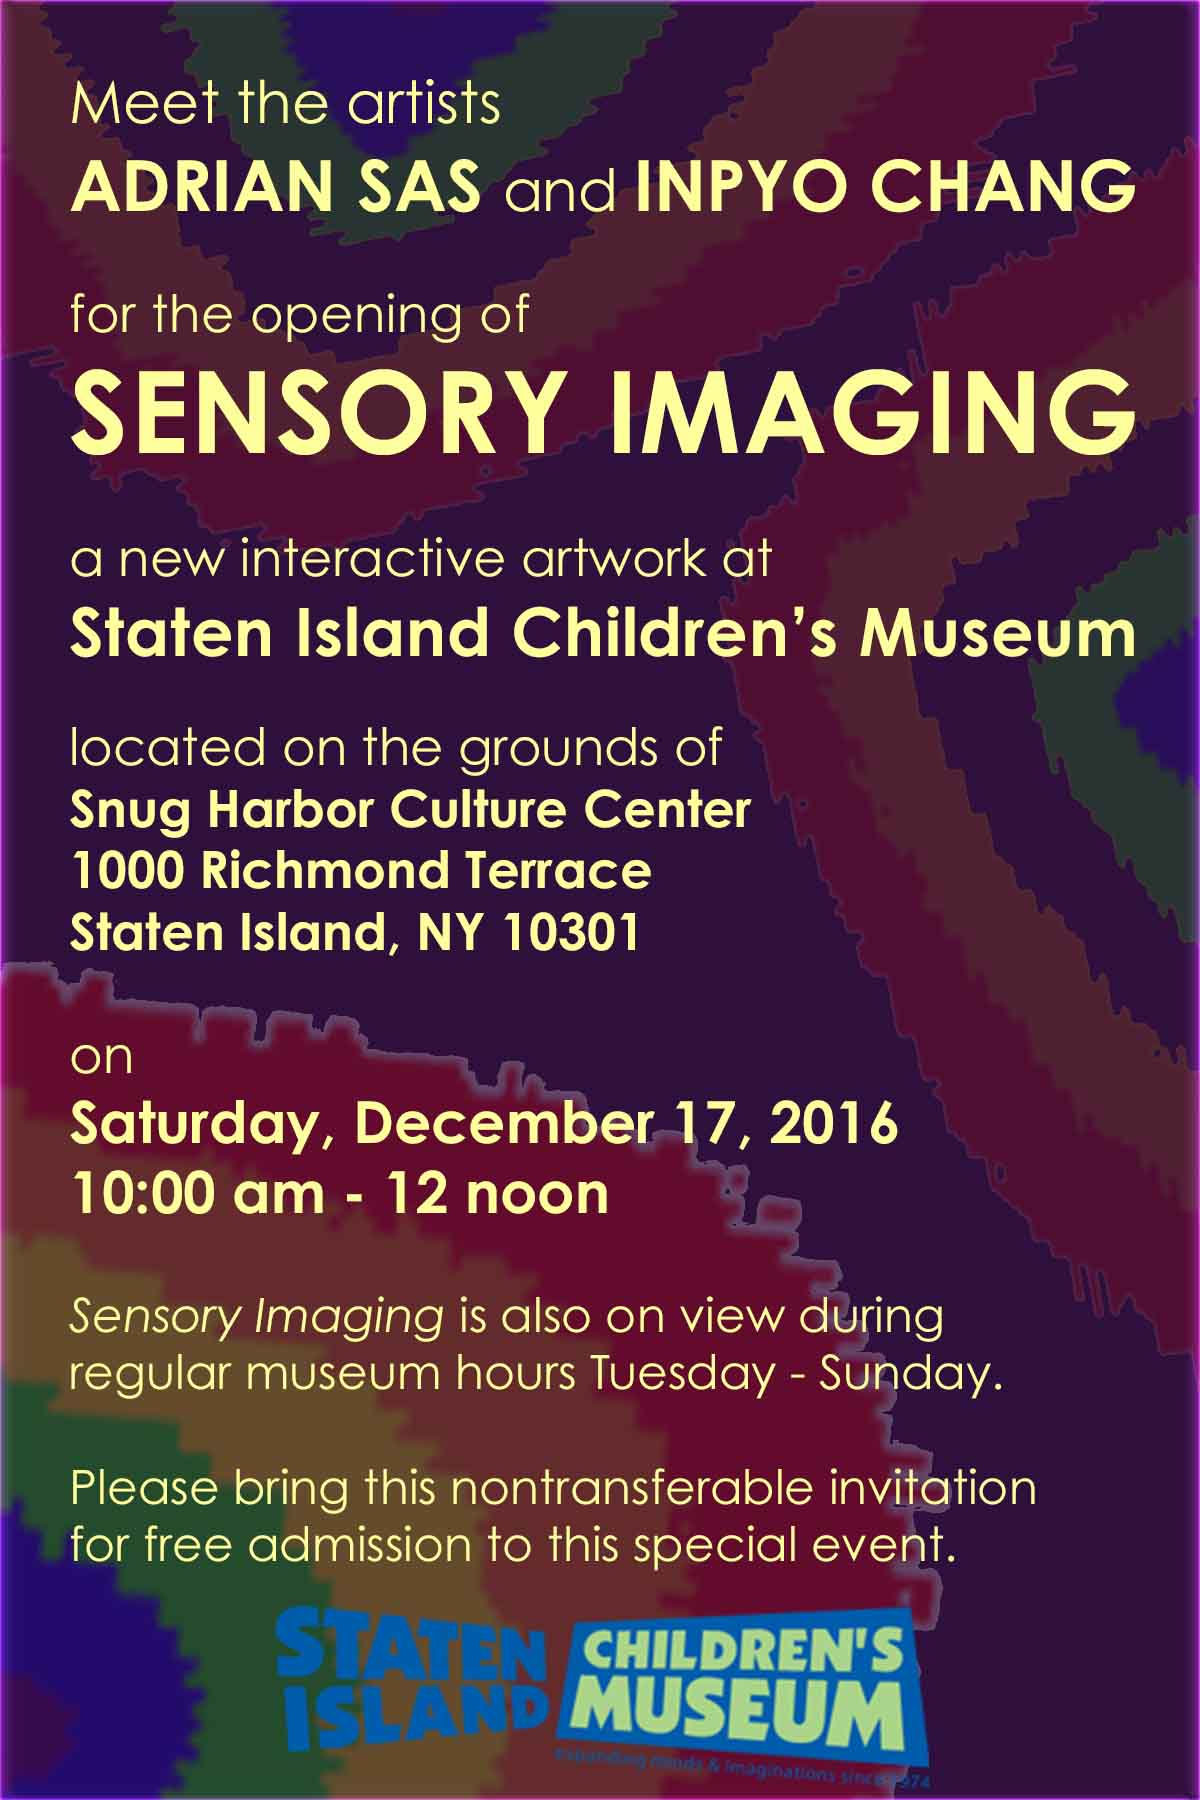 Meet the artists
ADRIAN SAS and INPYO CHANG
for the opening of
SENSORY IMAGING
a new interactive artwork at
Staten Island Children’s Museum
located on the grounds of
Snug Harbor Culture Center
1000 Richmond Terrace
Staten Island, NY 10301
on
Saturday, December 17, 2016
10:00 am - 12 noon
Sensory Imaging is also on view during
regular museum hours Tuesday - Sunday.
Please bring this nontransferable invitation
for free admission to this special event.
STATEN
ISLAND
CHILDREN'S
MUSEUM
expanding minds & imaginations since 1974